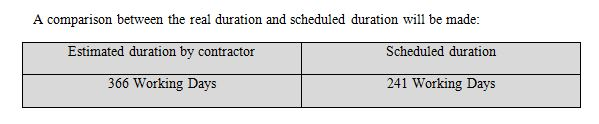 A comparison between the real duration and scheduled duration will be made:
Estimated duration by contractor Scheduled duration
366 Working Days 241 Working Days